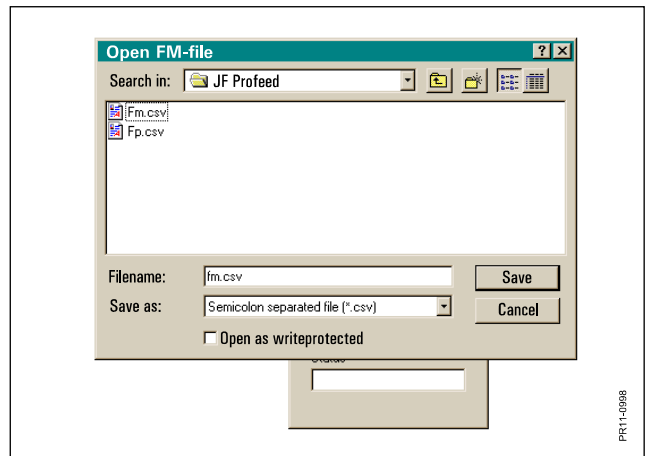 Open FM-file
Search in: JF Profeed
Fm.csv
Fp.csv
Filename: fm.csv Save
Save as: Semicolon separated file (*.csv) Cancel
Open as writeprotected
Status
PR11-0998